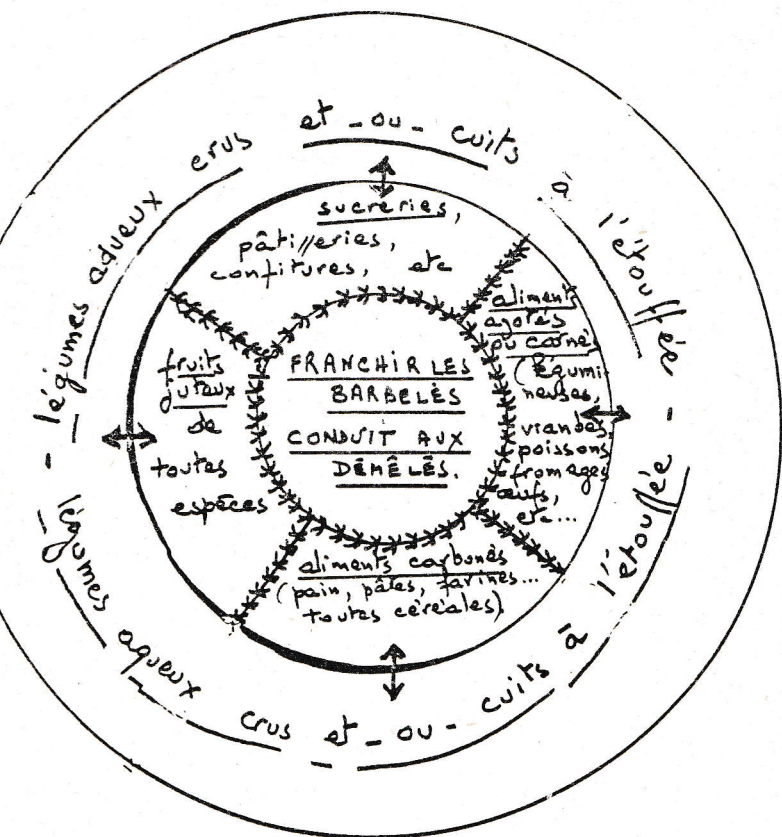 légumes aqueux crus et - ou - cuits à l'étouffée -
sucreries,
pâtisseries,
confitures, etc
aliments
azotés
ou carnés
(légumi-
neuses,
viandes,
poissons
fromages
œufs,
etc...
fruits
juteux
de
toutes
espèces
FRANCHIR LES
BARBELÉS
CONDUIT AUX
DÉMÊLÉS.
aliments carbonés
(pain, pâtes, farines...
toutes céréales)
légumes aqueux crus et - ou - cuits à l'étouffée -